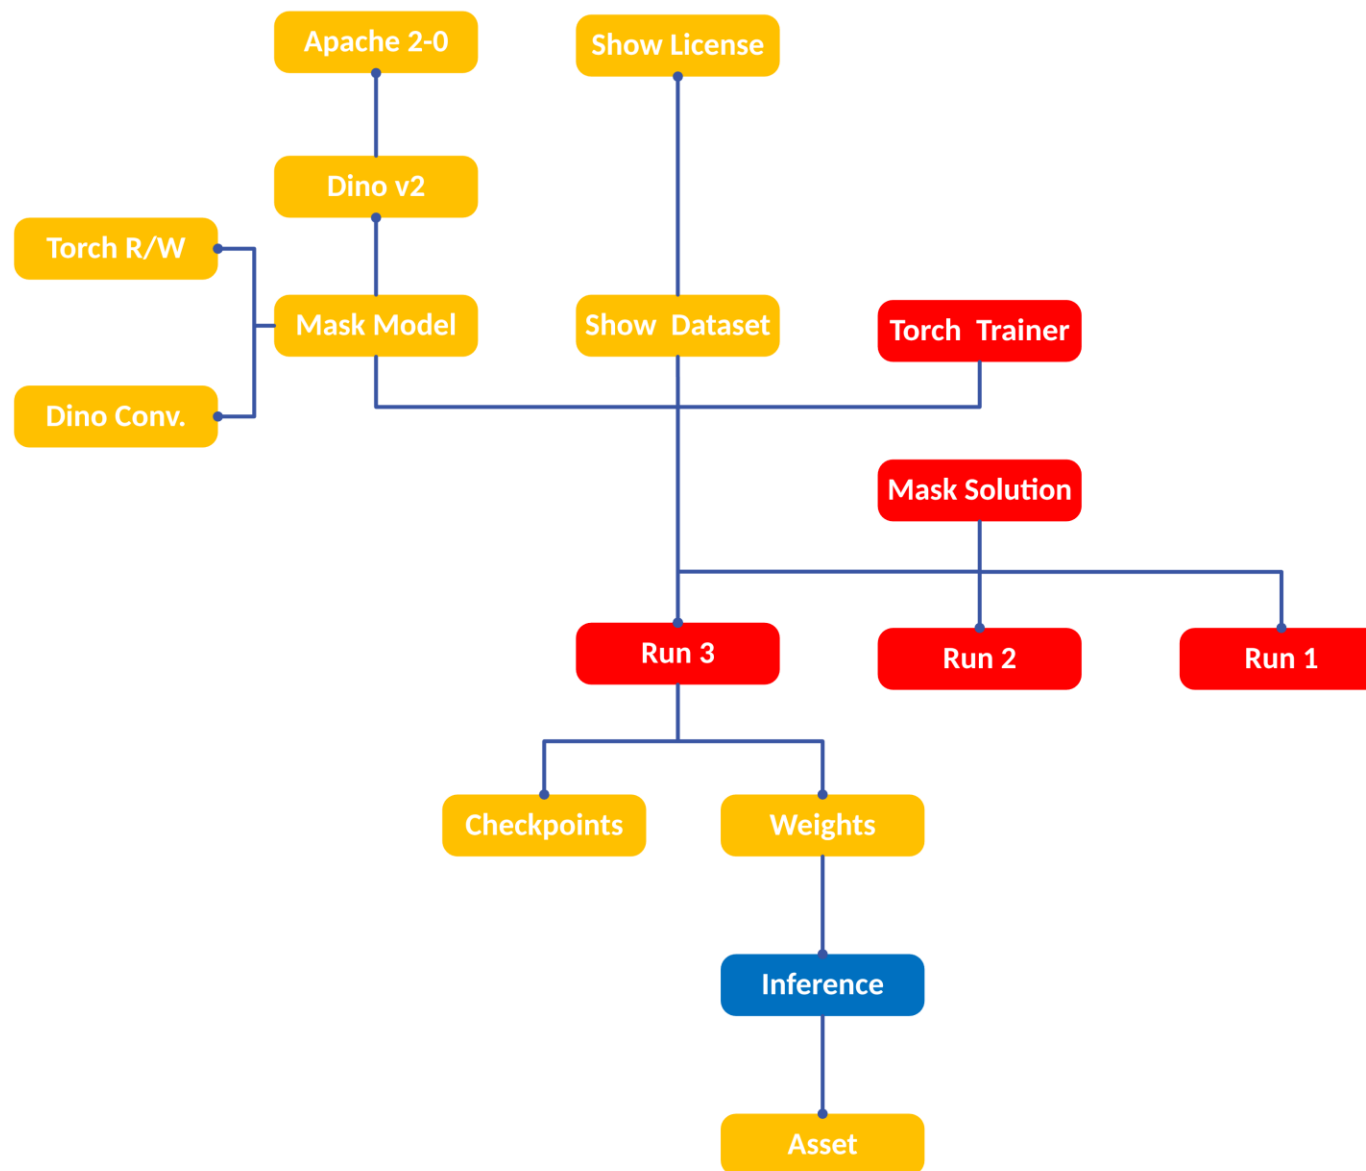 Apache 2-0
Show License
Dino v2
Torch R/W
Mask Model
Show  Dataset
Torch  Trainer
Dino Conv.
Mask Solution
Run 3
Run 2
Run 1
Checkpoints
Weights
Inference
Asset